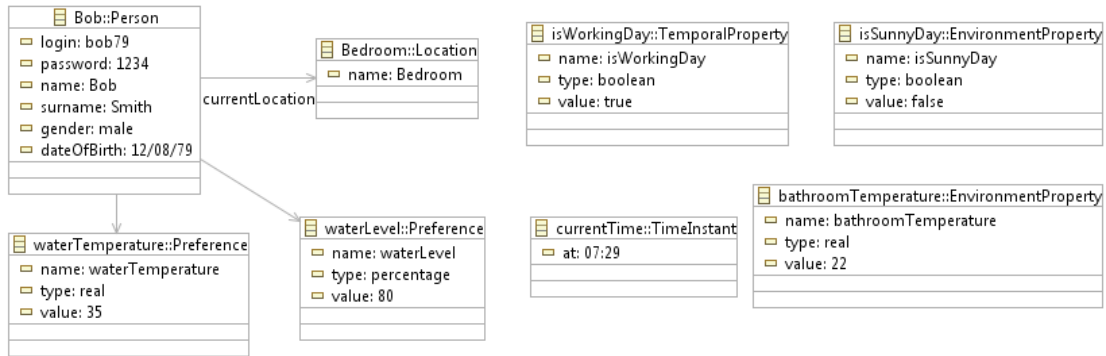 Bob::Person
login: bob79
password: 1234
name: Bob
surname: Smith
gender: male
dateOfBirth: 12/08/79
currentLocation
Bedroom::Location
name: Bedroom
isWorkingDay::TemporalProperty
name: isWorkingDay
type: boolean
value: true
isSunnyDay::EnvironmentProperty
name: isSunnyDay
type: boolean
value: false
waterTemperature::Preference
name: waterTemperature
type: real
value: 35
waterLevel::Preference
name: waterLevel
type: percentage
value: 80
currentTime::TimeInstant
at: 07:29
bathroomTemperature::EnvironmentProperty
name: bathroomTemperature
type: real
value: 22